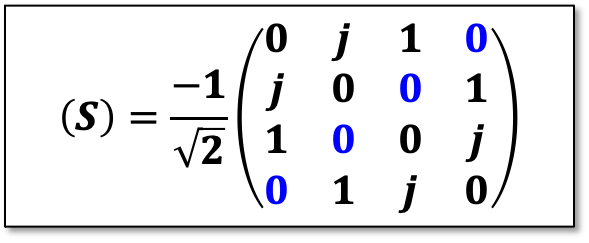 0 j 1 0
j 0 0 1
(S) = −1/√2
1 0 0 j
0 1 j 0